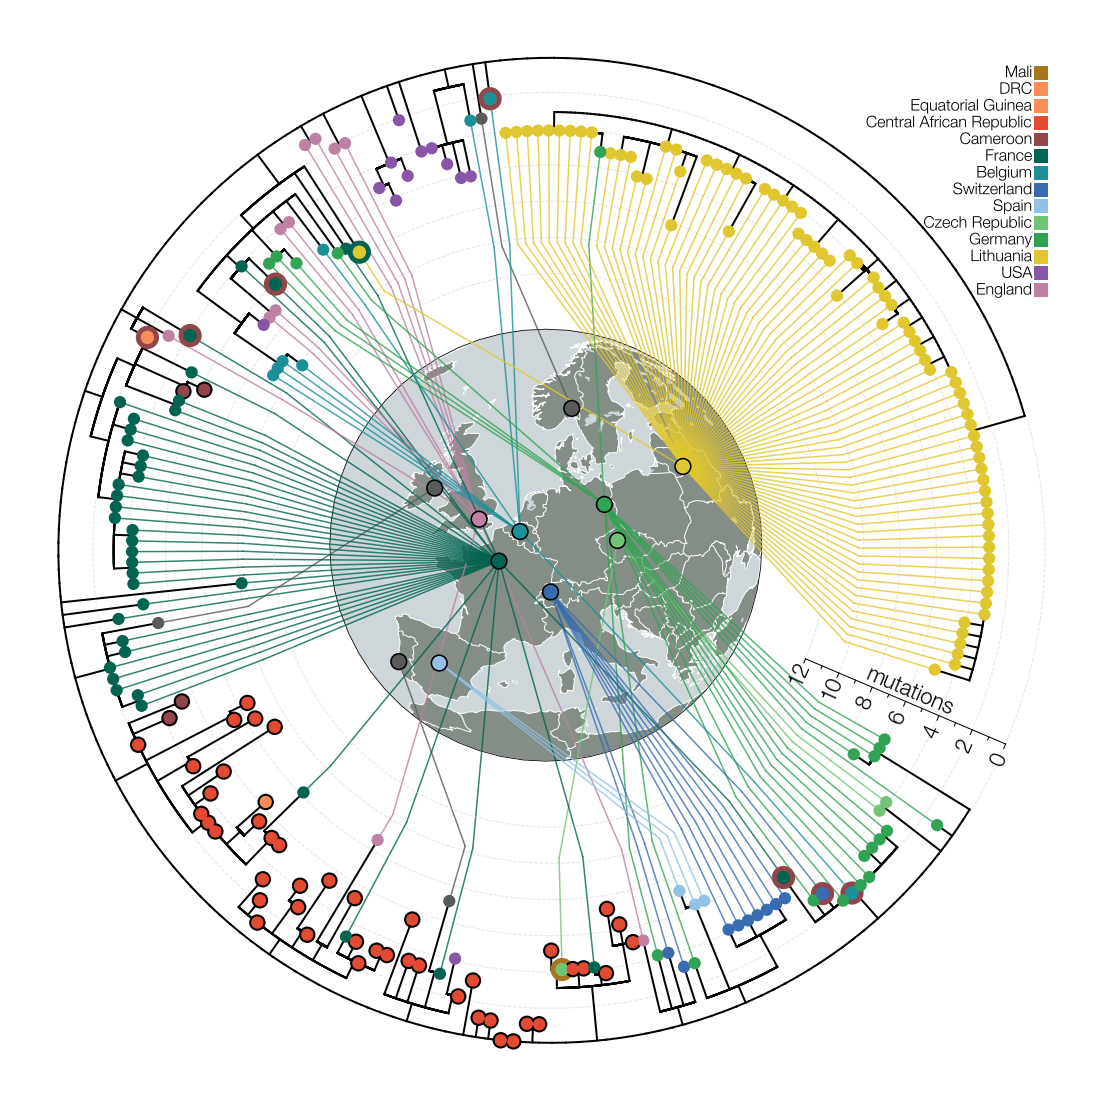 Mali
DRC
Equatorial Guinea
Central African Republic
Cameroon
France
Belgium
Switzerland
Spain
Czech Republic
Germany
Lithuania
USA
England
mutations
12
10
8
6
4
2
0